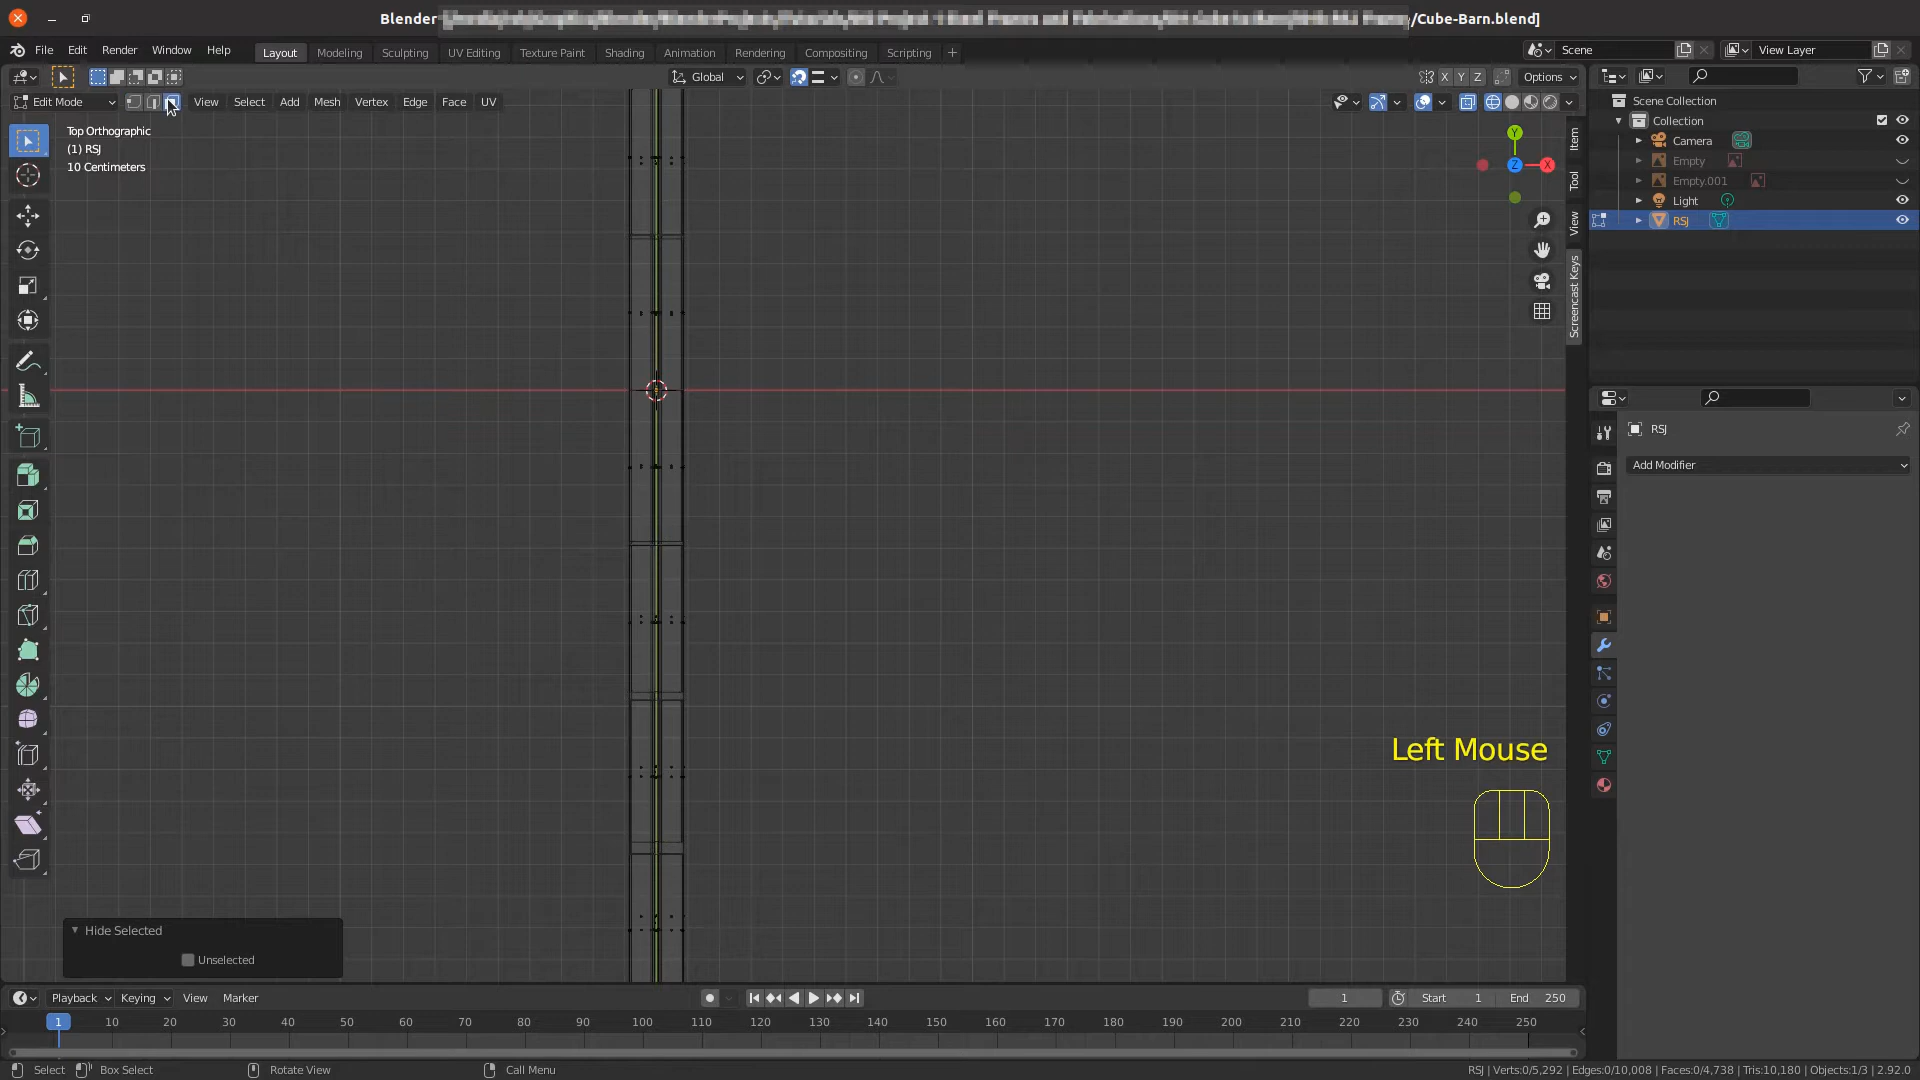 Blender
/Cube-Barn.blend]
File Edit Render Window Help
Layout Modeling Sculpting UV Editing Texture Paint Shading Animation Rendering Compositing Scripting +
Scene
View Layer
Global
X Y Z
Options
Edit Mode
View Select Add Mesh Vertex Edge Face UV
Top Orthographic
(1) RSJ
10 Centimeters
Y
Z
X
Item
Tool
View
Screencast Keys
Scene Collection
Collection
Camera
Empty
Empty.001
Light
RSJ
RSJ
Add Modifier
Left Mouse
Hide Selected
Unselected
Playback Keying View Marker
1
Start 1
End 250
1 10 20 30 40 50 60 70 80 90 100 110 120 130 140 150 160 170 180 190 200 210 220 230 240 250
Select
Box Select
Rotate View
Call Menu
RSJ | Verts:0/5,292 | Edges:0/10,008 | Faces:0/4,738 | Tris:10,180 | Objects:1/3 | 2.92.0